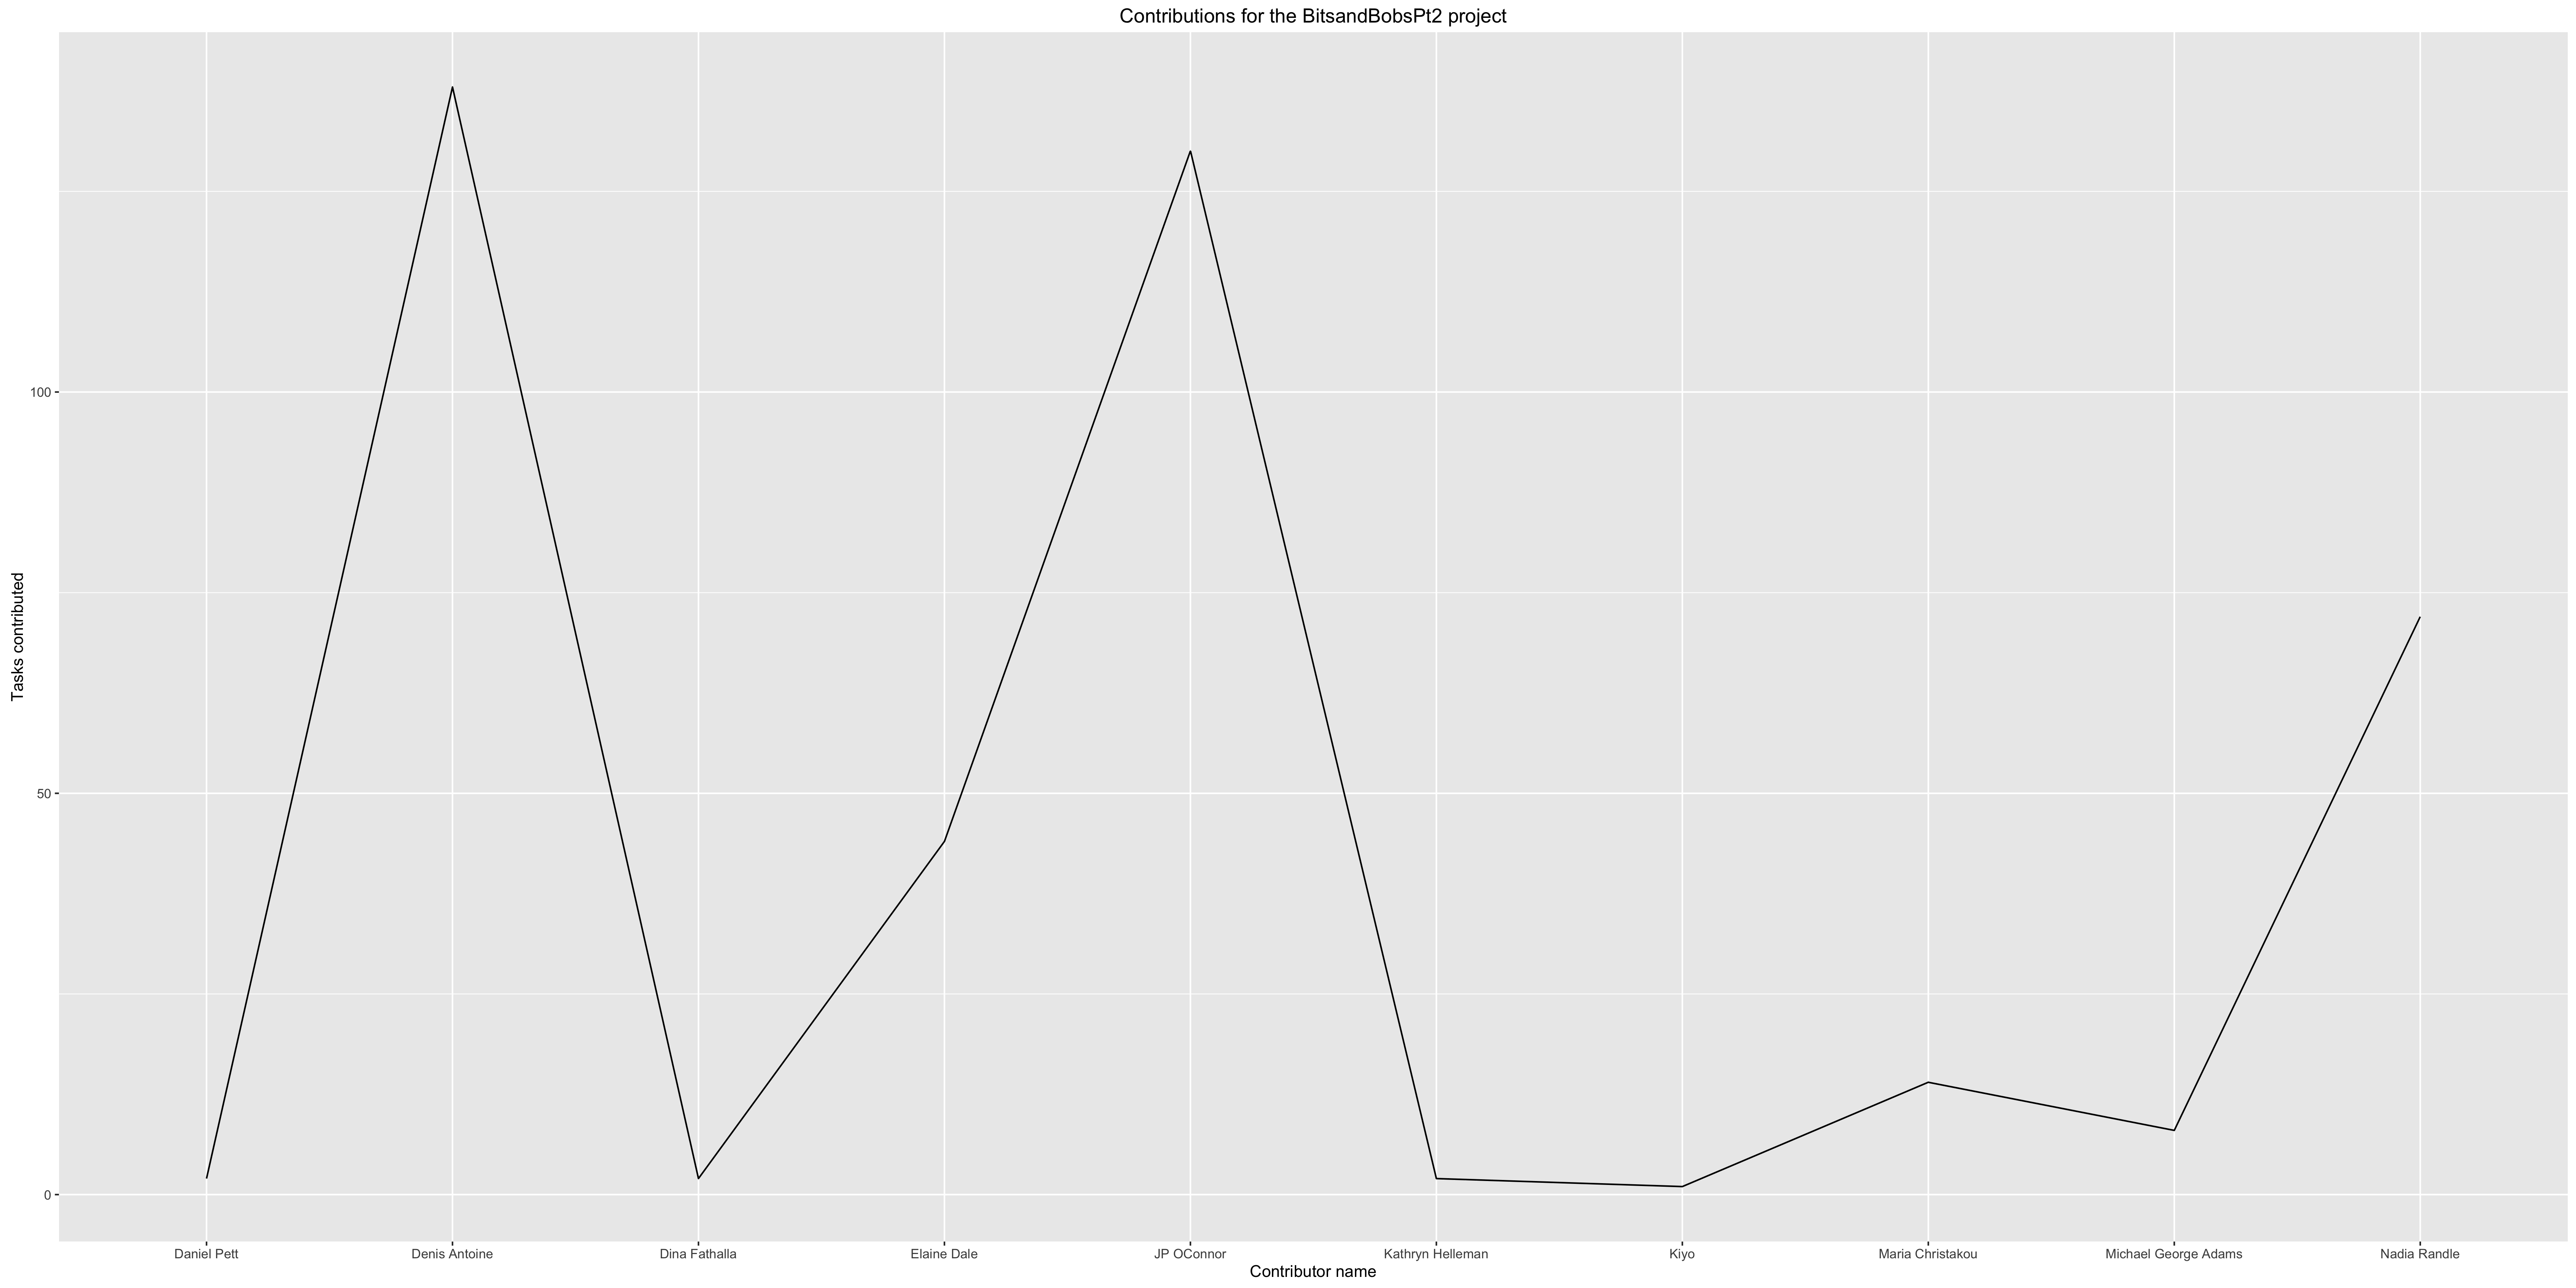 Contributions for the BitsandBobsPt2 project
Tasks contributed
100
50
0
Daniel Pett
Denis Antoine
Dina Fathalla
Elaine Dale
JP OConnor
Kathryn Helleman
Kiyo
Maria Christakou
Michael George Adams
Nadia Randle
Contributor name